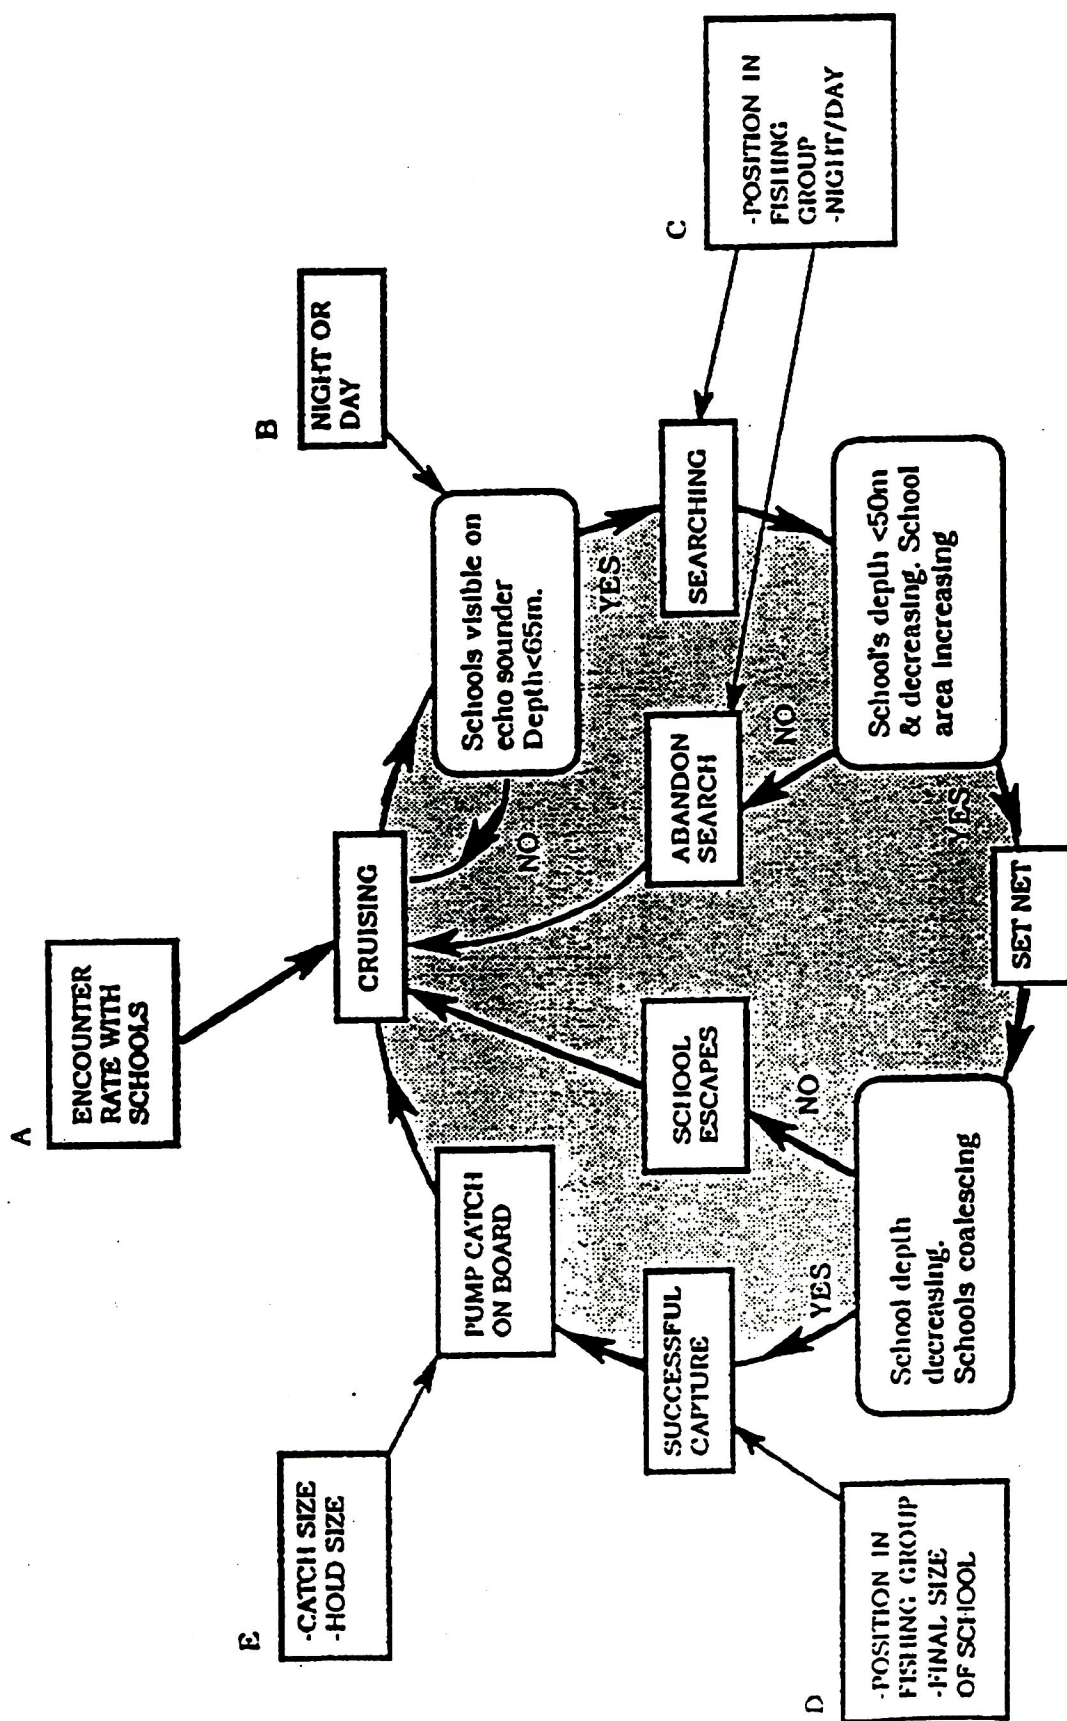 A
ENCOUNTER
RATE WITH
SCHOOLS
B
NIGHT OR
DAY
CRUISING
Schools visible on
echo sounder
Depth<65m.
NO
YES
C
-POSITION IN
FISHING
GROUP
-NIGHT/DAY
SEARCHING
ABANDON
SEARCH
NO
School's depth <50m
& decreasing. School
area increasing
YES
SET NET
School depth
decreasing.
Schools coalescing
NO
SCHOOL
ESCAPES
YES
SUCCESSFUL
CAPTURE
D
-POSITION IN
FISHING GROUP
-FINAL SIZE
OF SCHOOL
PUMP CATCH
ON BOARD
E
-CATCH SIZE
-HOLD SIZE